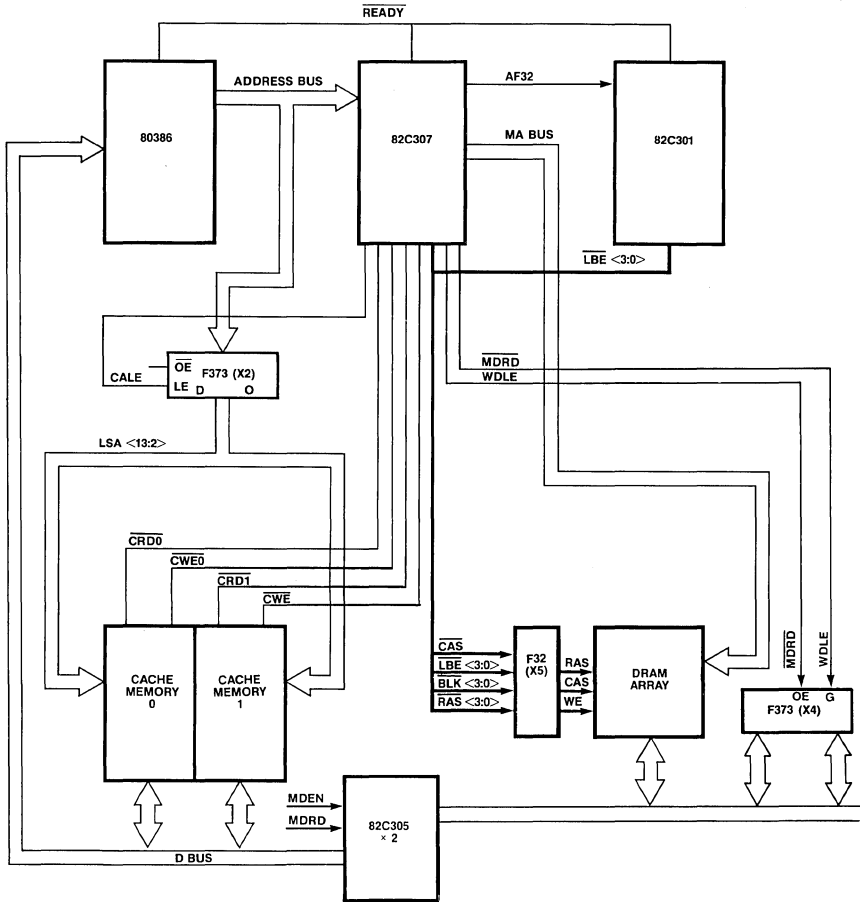 READY
ADDRESS BUS
AF32
80386
82C307
MA BUS
82C301
LBE <3:0>
OE
F373 (X2)
CALE
LE D O
MDRD
WDLE
LSA <13:2>
CRD0
CWE0
CRD1
CWE
CAS
LBE <3:0>
BLK <3:0>
RAS <3:0>
F32
(X5)
RAS
CAS
WE
DRAM
ARRAY
MDRD
WDLE
OE G
F373 (X4)
CACHE
MEMORY
0
CACHE
MEMORY
1
MDEN
MDRD
82C305
× 2
D BUS